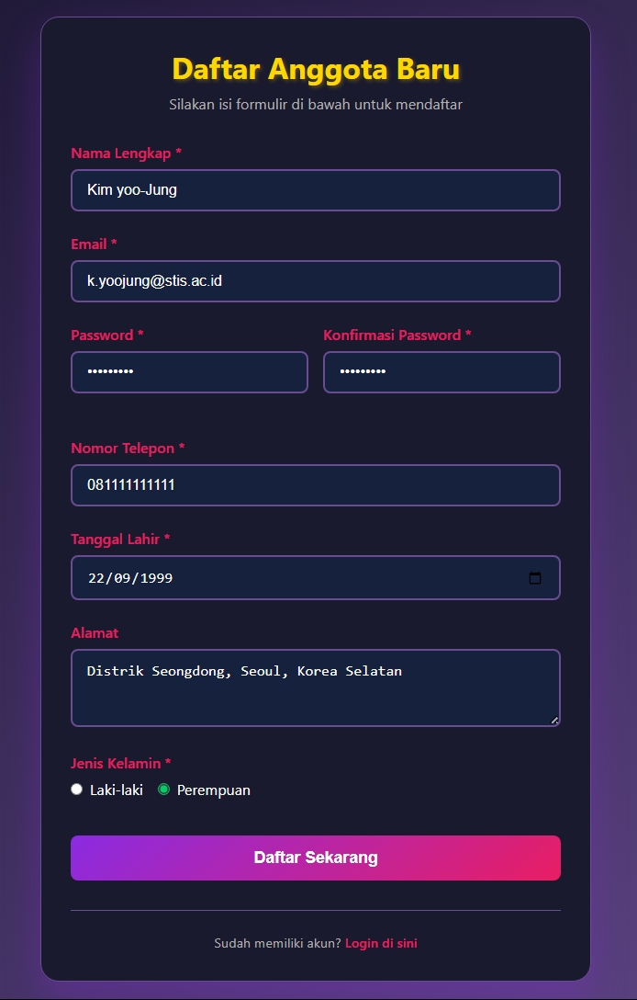 Daftar Anggota Baru
Silakan isi formulir di bawah untuk mendaftar
Nama Lengkap *
Kim yoo-Jung
Email *
k.yoojung@stis.ac.id
Password * Konfirmasi Password *
••••••••• •••••••••
Nomor Telepon *
081111111111
Tanggal Lahir *
22/09/1999
Alamat
Distrik Seongdong, Seoul, Korea Selatan
Jenis Kelamin *
Laki-laki Perempuan
Daftar Sekarang
Sudah memiliki akun? Login di sini